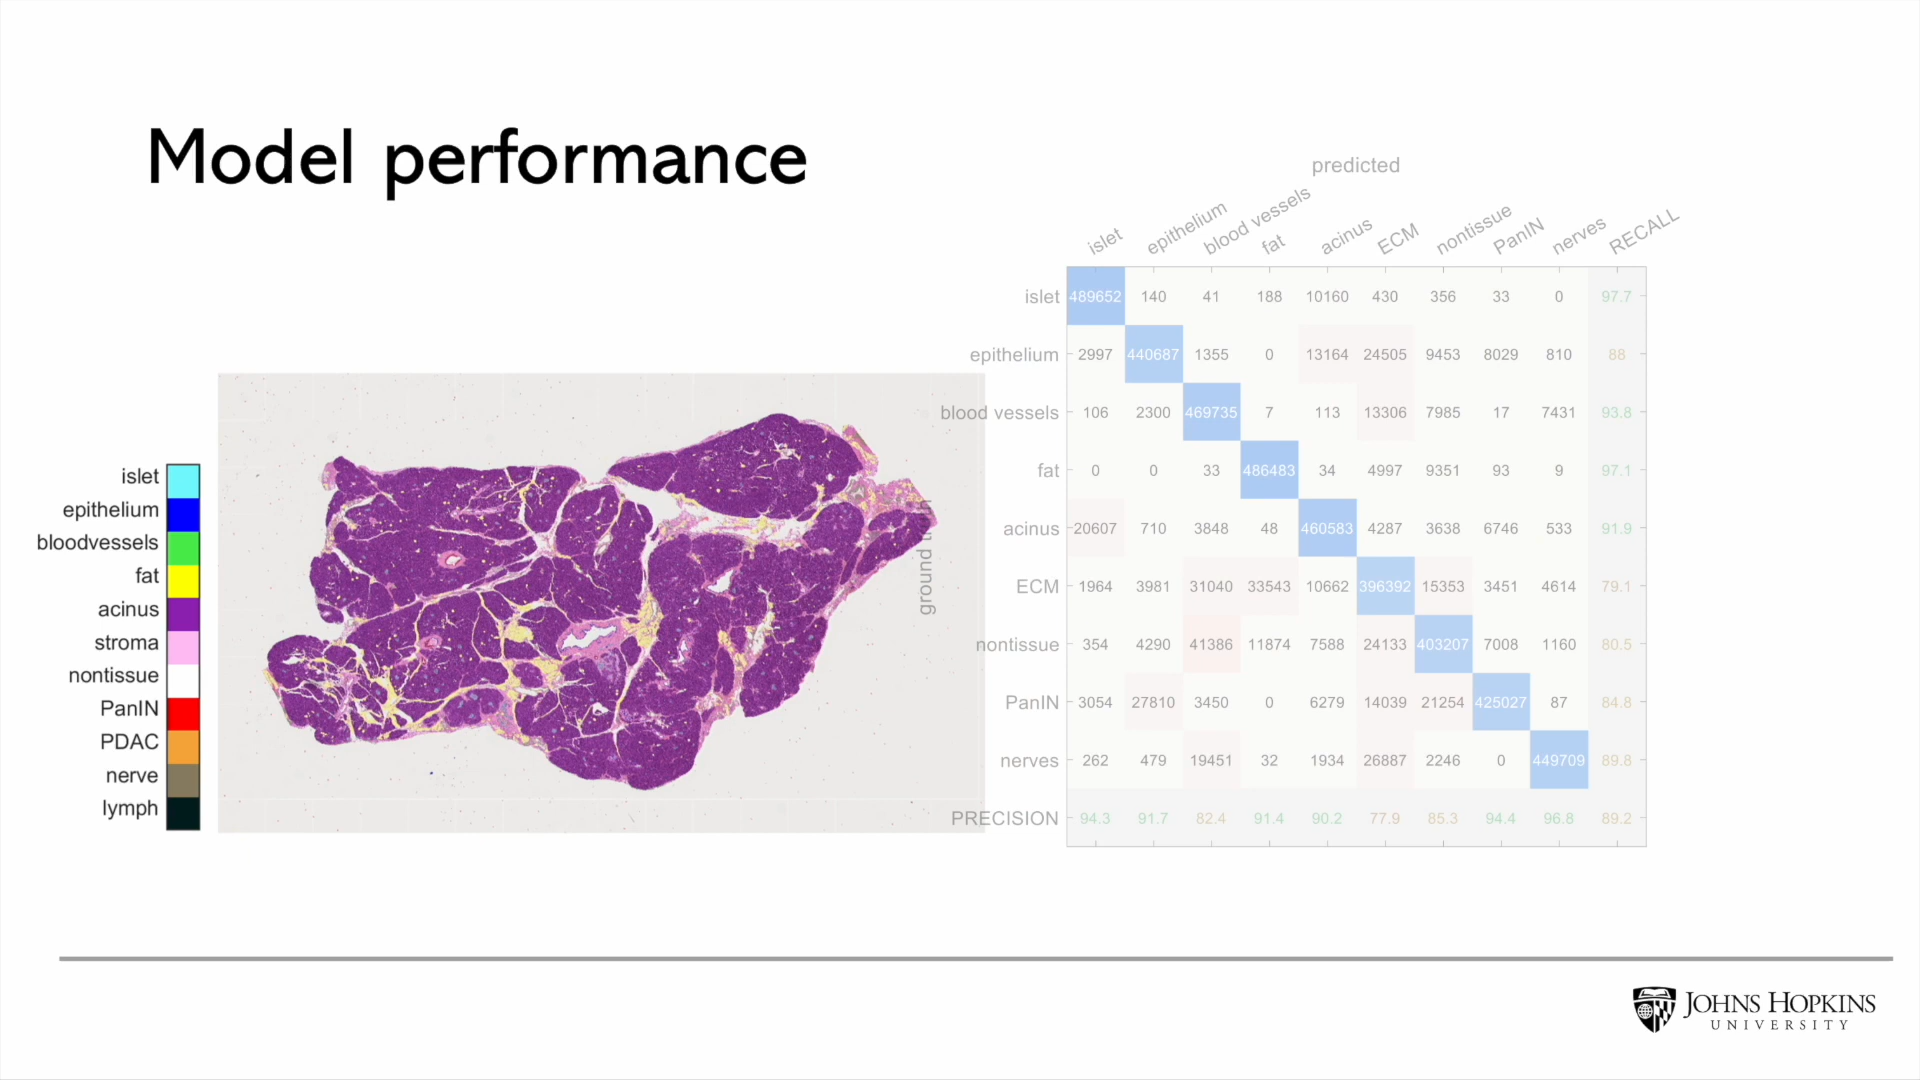 Model performance
predicted
islet epithelium blood vessels fat acinus ECM nontissue PanIN nerves RECALL
islet 489652 140 41 188 10160 430 356 33 0 97.7
epithelium 2997 440687 1355 0 13164 24505 9453 8029 810 88
blood vessels 106 2300 469735 7 113 13306 7985 17 7431 93.8
fat 0 0 33 486483 34 4997 9351 93 9 97.1
acinus 20607 710 3848 48 460583 4287 3638 6746 533 91.9
ECM 1964 3981 31040 33543 10662 396392 15353 3451 4614 79.1
nontissue 354 4290 41386 11874 7588 24133 403207 7008 1160 80.5
PanIN 3054 27810 3450 0 6279 14039 21254 425027 87 84.8
nerves 262 479 19451 32 1934 26887 2246 0 449709 89.8
PRECISION 94.3 91.7 82.4 91.4 90.2 77.9 85.3 94.4 96.8 89.2
ground
islet
epithelium
bloodvessels
fat
acinus
stroma
nontissue
PanIN
PDAC
nerve
lymph
JOHNS HOPKINS
UNIVERSITY